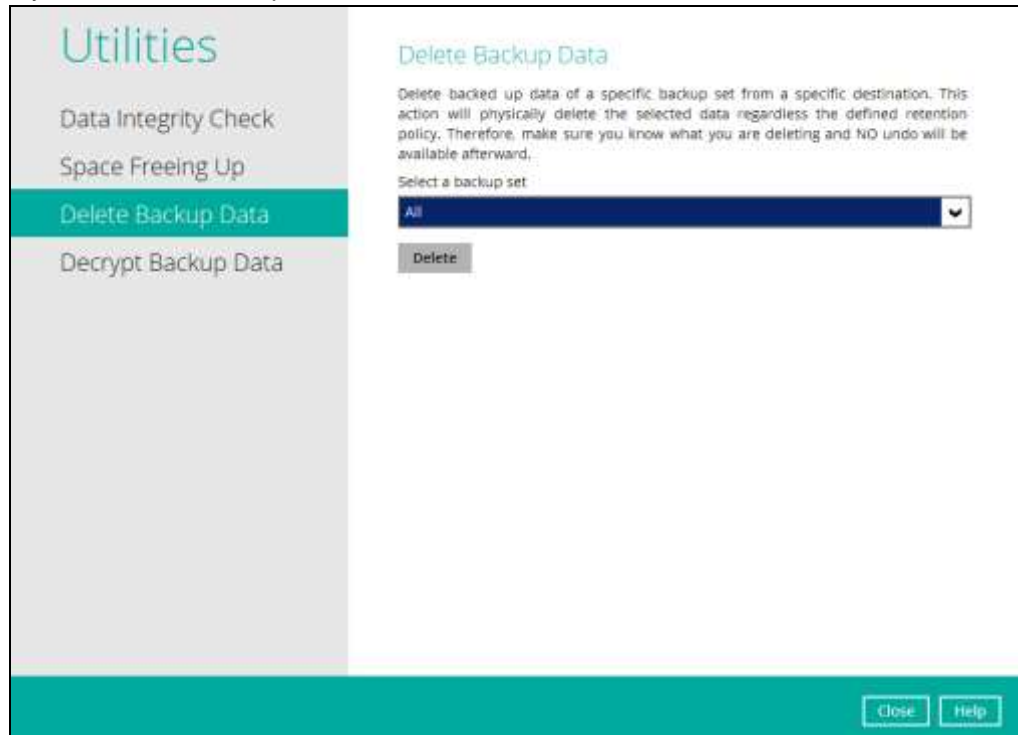 Utilities
Data Integrity Check
Space Freeing Up
Delete Backup Data
Decrypt Backup Data
Delete Backup Data
Delete backed up data of a specific backup set from a specific destination. This
action will physically delete the selected data regardless the defined retention
policy. Therefore, make sure you know what you are deleting and NO undo will be
available afterward.
Select a backup set
All
Delete
Close
Help